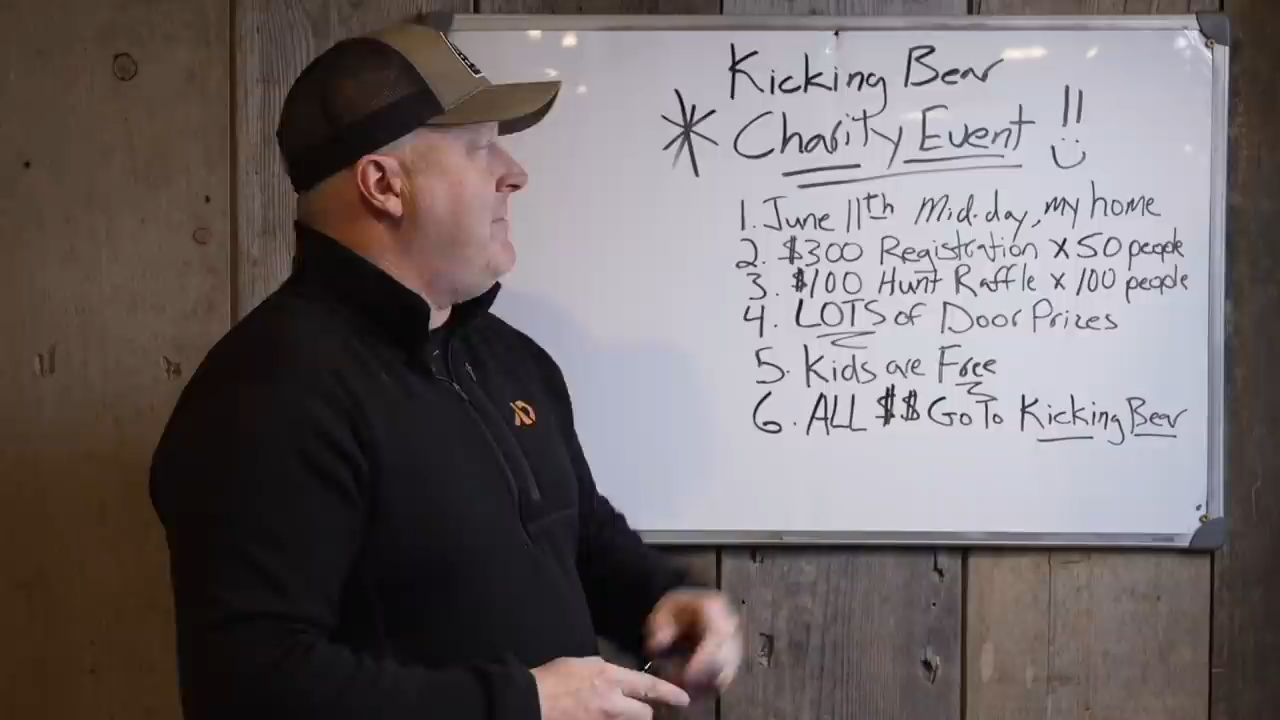 Kicking Bear
* Charity Event !!
1. June 11th Mid-day, my home
2. $300 Registration x 50 people
3. $100 Hunt Raffle x 100 people
4. LOTS of Door Prizes
5. Kids are Free
6. ALL $$ Go To Kicking Bear